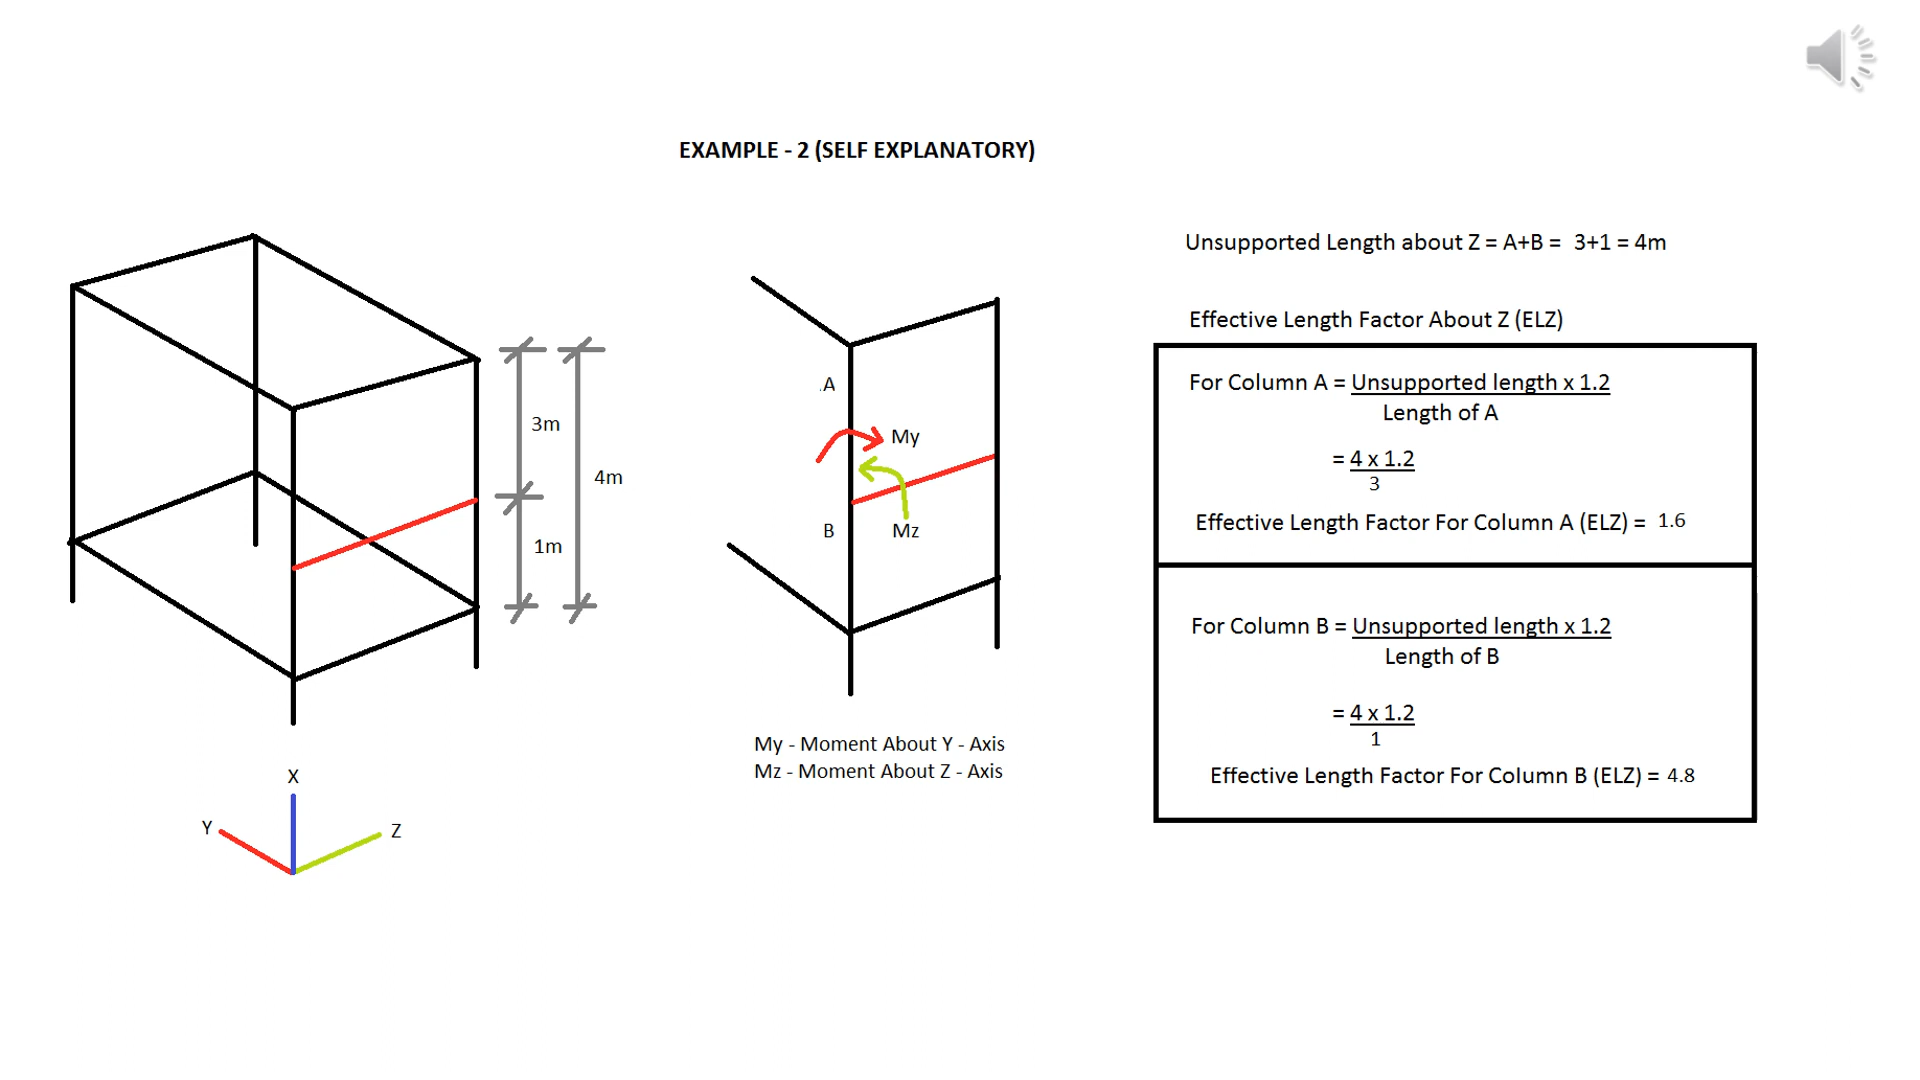 EXAMPLE - 2 (SELF EXPLANATORY)
3m
4m
1m
X
Y
Z
.A
My
B
Mz
My - Moment About Y - Axis
Mz - Moment About Z - Axis
Unsupported Length about Z = A+B = 3+1 = 4m
Effective Length Factor About Z (ELZ)
For Column A = Unsupported length x 1.2
Length of A
= 4 x 1.2
3
Effective Length Factor For Column A (ELZ) = 1.6
For Column B = Unsupported length x 1.2
Length of B
= 4 x 1.2
1
Effective Length Factor For Column B (ELZ) = 4.8